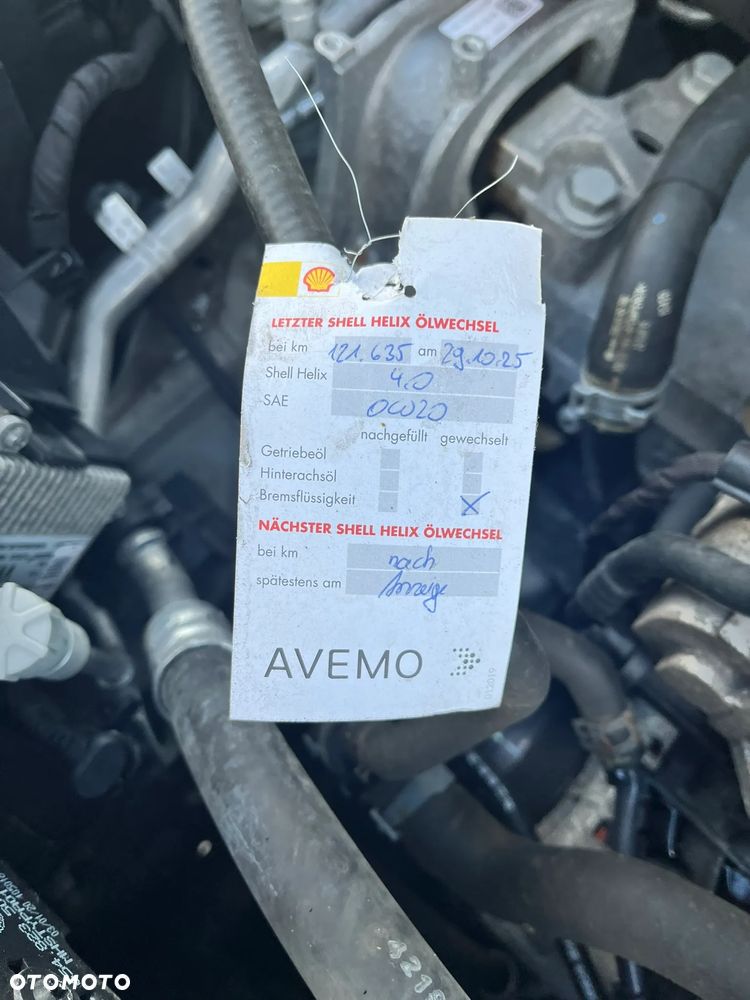 LETZTER SHELL HELIX ÖLWECHSEL
bei km 121.635 am 29.10.25
Shell Helix 4.0
SAE 0W20
nachgefüllt gewechselt
Getriebeöl
Hinterachsöl
Bremsflüssigkeit X
NÄCHSTER SHELL HELIX ÖLWECHSEL
bei km nach
spätestens am Anzeige
AVEMO
OTOMOTO